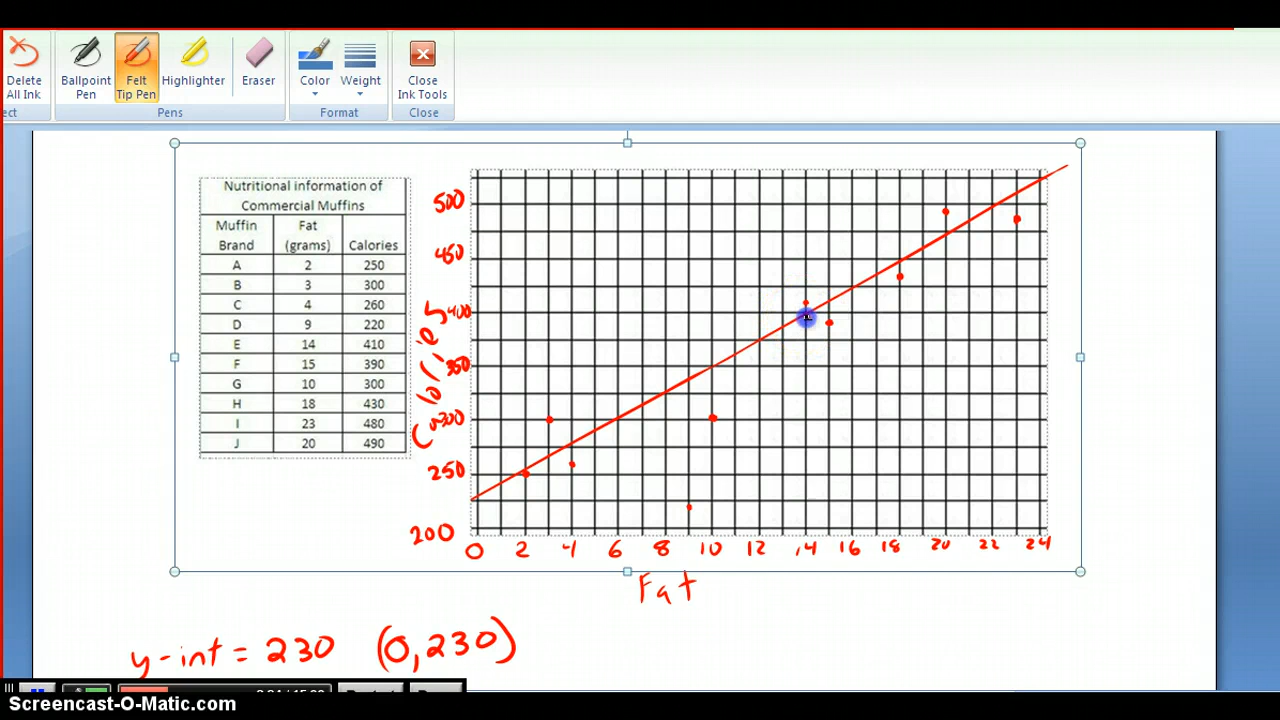 Delete
All Ink
Ballpoint
Pen
Felt
Tip Pen
Highlighter
Eraser
Color
Weight
Close
Ink Tools
ect
Pens
Format
Close
Nutritional information of
Commercial Muffins
Muffin Brand Fat (grams) Calories
A 2 250
B 3 300
C 4 260
D 9 220
E 14 410
F 15 390
G 10 300
H 18 430
I 23 480
J 20 490
500
450
400
350
300
250
200
Calories
0 2 4 6 8 10 12 14 16 18 20 22 24
Fat
y-int = 230 (0,230)
Screencast-O-Matic.com